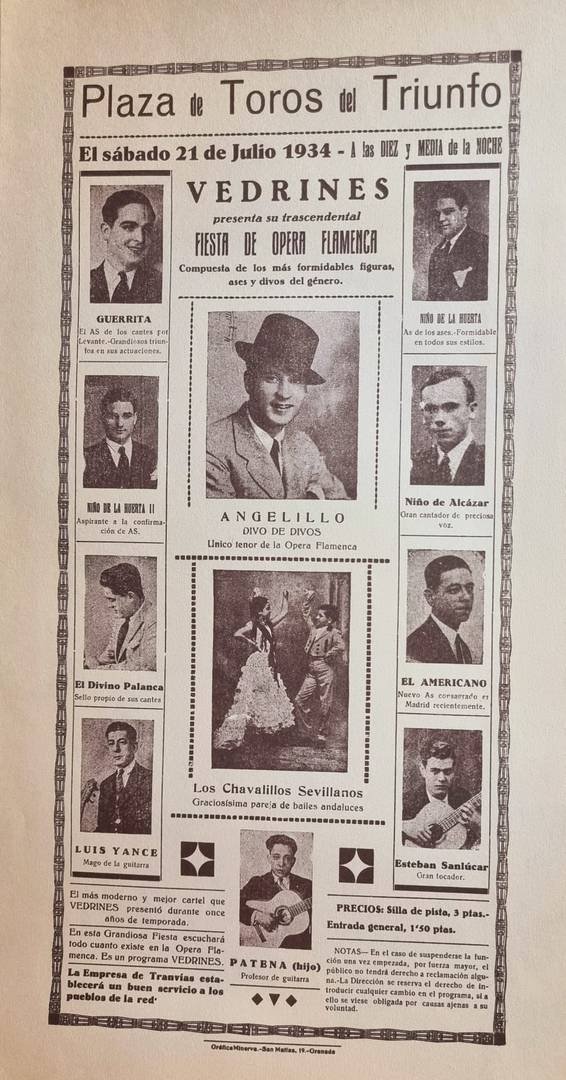 Plaza de Toros del Triunfo
El sábado 21 de Julio 1934 - A las DIEZ y MEDIA de la NOCHE
VEDRINES
presenta su trascendental
FIESTA DE OPERA FLAMENCA
Compuesta de los más formidables figuras,
ases y divos del género.
GUERRITA
El AS de los cantes por
Levante.-Grandiosos triun-
fos en sus actuaciones.
NIÑO DE LA HUERTA II
Aspirante a la confirma-
ción de AS.
El Divino Palanca
Sello propio de sus cantes
LUIS YANCE
Mago de la guitarra
ANGELILLO
DIVO DE DIVOS
Unico tenor de la Opera Flamenca
Los Chavalillos Sevillanos
Graciosísima pareja de bailes andaluces
NIÑO DE LA HUERTA
As de los ases.-Formidable
en todos sus estilos.
Niño de Alcázar
Gran cantador de preciosa
voz.
EL AMERICANO
Nuevo As consagrado en
Madrid recientemente.
Esteban Sanlúcar
Gran tocador.
El más moderno y mejor cartel que
VEDRINES presentó durante once
años de temporada.
En esta Grandiosa Fiesta escuchará
todo cuanto existe en la Opera Fla-
menca. Es un programa VEDRINES.
La Empresa de Tranvías esta-
blecerá un buen servicio a los
pueblos de la red
PATENA (hijo)
Profesor de guitarra
PRECIOS: Silla de pista, 3 ptas.-
Entrada general, 1'50 ptas.
NOTAS— En el caso de suspenderse la fun-
ción una vez empezada, por fuerza mayor, el
público no tendrá derecho a reclamación algu-
na.-La Dirección se reserva el derecho de in-
troducir cualquier cambio en el programa, si a
ello se viese obligada por causas ajenas a su
voluntad.
Gráfica Minerva.-San Matías, 19.-Granada